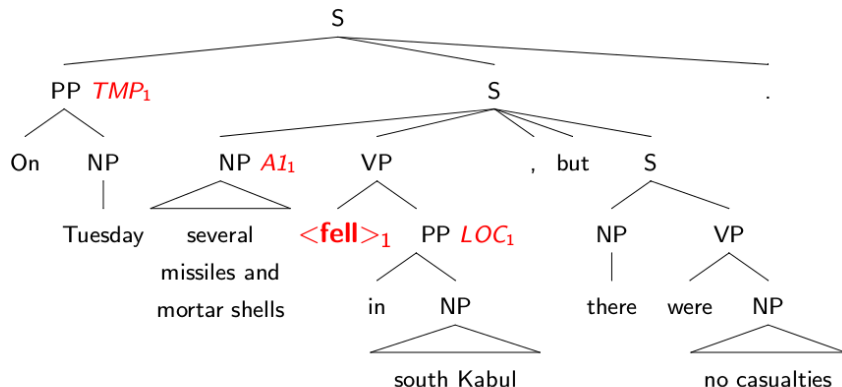 S
PP TMP₁ S .
On NP NP A1₁ VP , but S
Tuesday several <fell>₁ PP LOC₁ NP VP
missiles and
mortar shells in NP there were NP
south Kabul no casualties